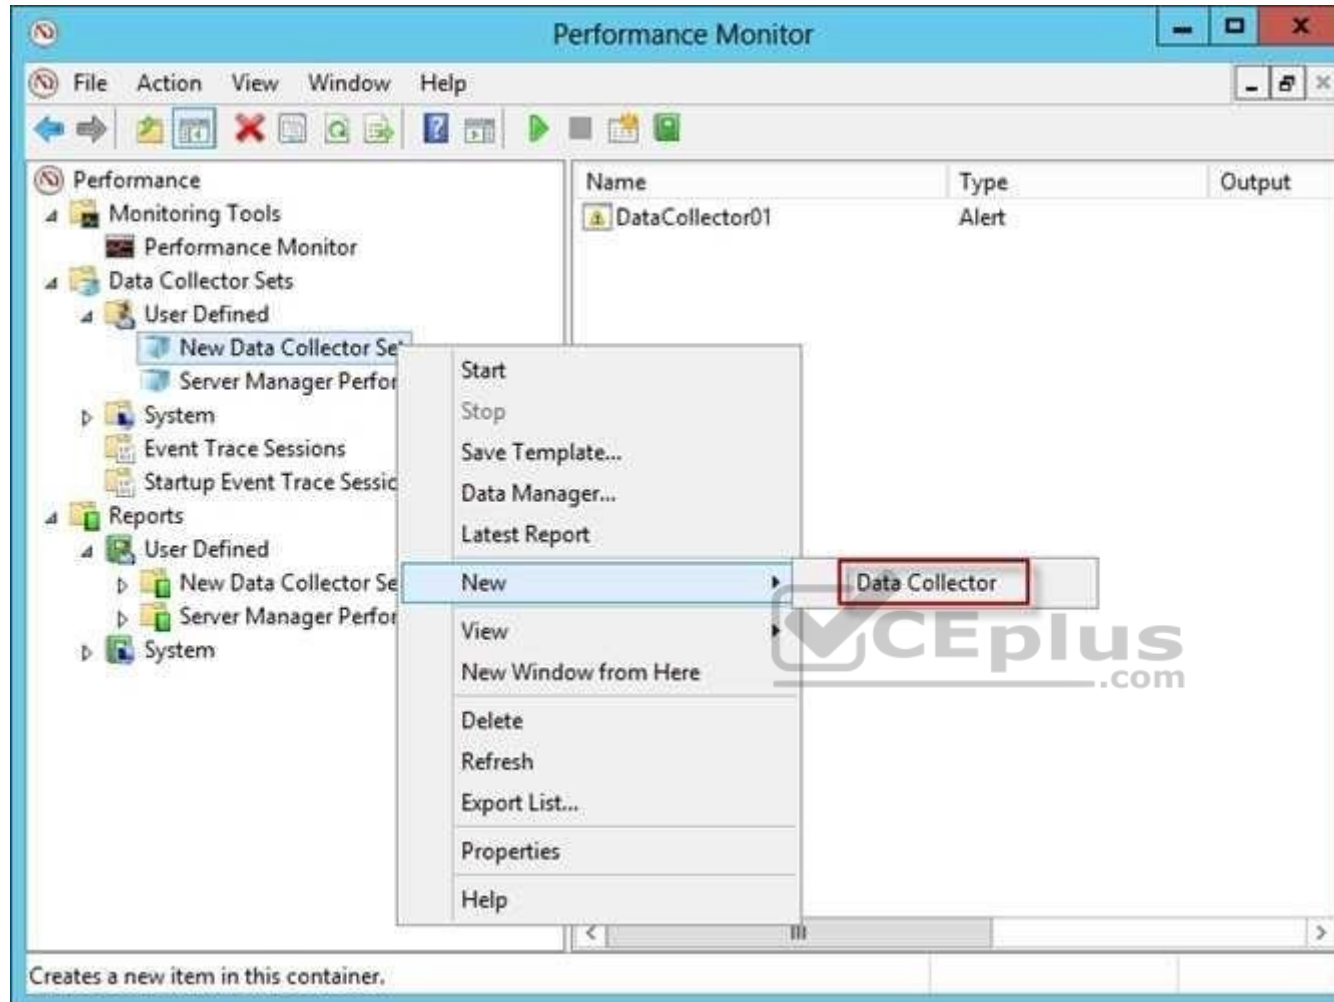 Performance Monitor
File Action View Window Help
Performance
Monitoring Tools
Performance Monitor
Data Collector Sets
User Defined
New Data Collector Set
Server Manager Perfor
System
Event Trace Sessions
Startup Event Trace Sessic
Reports
User Defined
New Data Collector Se
Server Manager Perfor
System
Name Type Output
DataCollector01 Alert
Start
Stop
Save Template...
Data Manager...
Latest Report
New
View
New Window from Here
Delete
Refresh
Export List...
Properties
Help
Data Collector
VCEplus
.com
Creates a new item in this container.